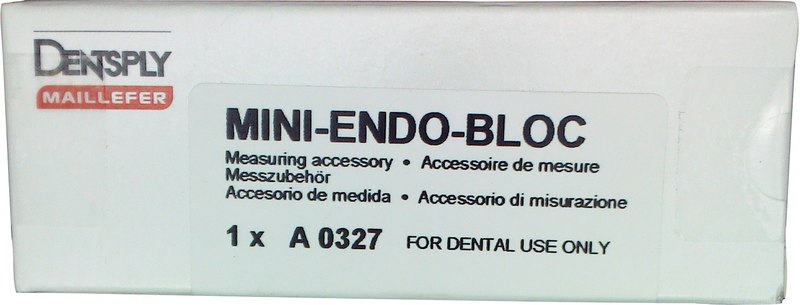 DENTSPLY
MAILLEFER
MINI-ENDO-BLOC
Measuring accessory • Accessoire de mesure
Messzubehör
Accesorio de medida • Accessorio di misurazione
1 x A 0327 FOR DENTAL USE ONLY